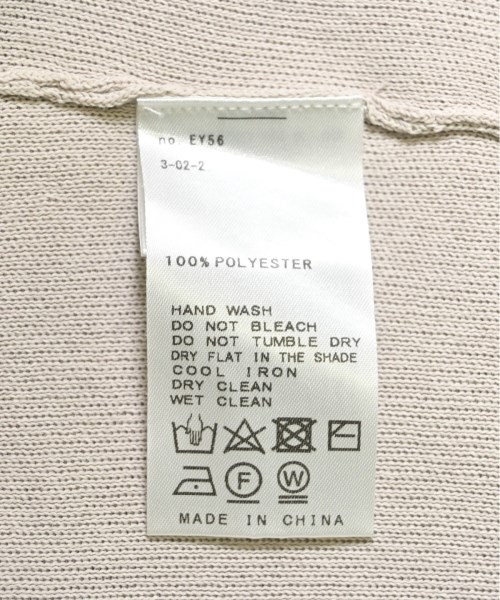 no. EY56
3-02-2
100% POLYESTER
HAND WASH
DO NOT BLEACH
DO NOT TUMBLE DRY
DRY FLAT IN THE SHADE
COOL IRON
DRY CLEAN
WET CLEAN
F W
MADE IN CHINA